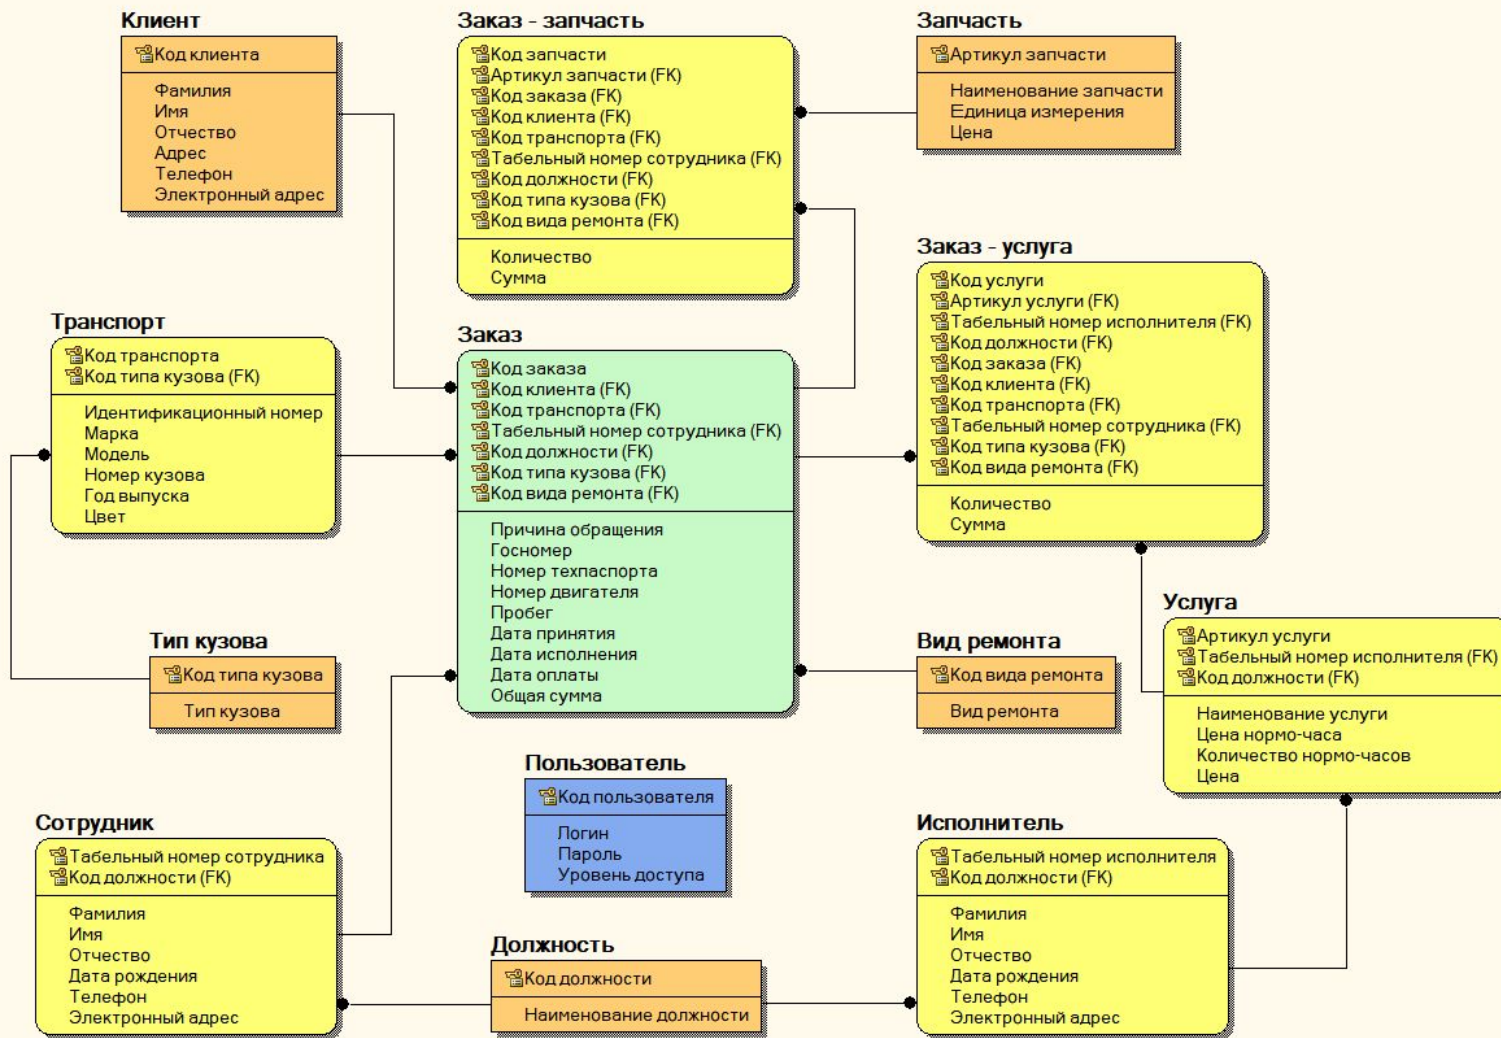 Клиент
Код клиента
Фамилия
Имя
Отчество
Адрес
Телефон
Электронный адрес
Заказ - запчасть
Код запчасти
Артикул запчасти (FK)
Код заказа (FK)
Код клиента (FK)
Код транспорта (FK)
Табельный номер сотрудника (FK)
Код должности (FK)
Код типа кузова (FK)
Код вида ремонта (FK)
Количество
Сумма
Запчасть
Артикул запчасти
Наименование запчасти
Единица измерения
Цена
Заказ - услуга
Код услуги
Артикул услуги (FK)
Табельный номер исполнителя (FK)
Код должности (FK)
Код заказа (FK)
Код клиента (FK)
Код транспорта (FK)
Табельный номер сотрудника (FK)
Код типа кузова (FK)
Код вида ремонта (FK)
Количество
Сумма
Транспорт
Код транспорта
Код типа кузова (FK)
Идентификационный номер
Марка
Модель
Номер кузова
Год выпуска
Цвет
Заказ
Код заказа
Код клиента (FK)
Код транспорта (FK)
Табельный номер сотрудника (FK)
Код должности (FK)
Код типа кузова (FK)
Код вида ремонта (FK)
Причина обращения
Госномер
Номер техпаспорта
Номер двигателя
Пробег
Дата принятия
Дата исполнения
Дата оплаты
Общая сумма
Услуга
Артикул услуги
Табельный номер исполнителя (FK)
Код должности (FK)
Наименование услуги
Цена нормо-часа
Количество нормо-часов
Цена
Тип кузова
Код типа кузова
Тип кузова
Вид ремонта
Код вида ремонта
Вид ремонта
Пользователь
Код пользователя
Логин
Пароль
Уровень доступа
Сотрудник
Табельный номер сотрудника
Код должности (FK)
Фамилия
Имя
Отчество
Дата рождения
Телефон
Электронный адрес
Должность
Код должности
Наименование должности
Исполнитель
Табельный номер исполнителя
Код должности (FK)
Фамилия
Имя
Отчество
Дата рождения
Телефон
Электронный адрес